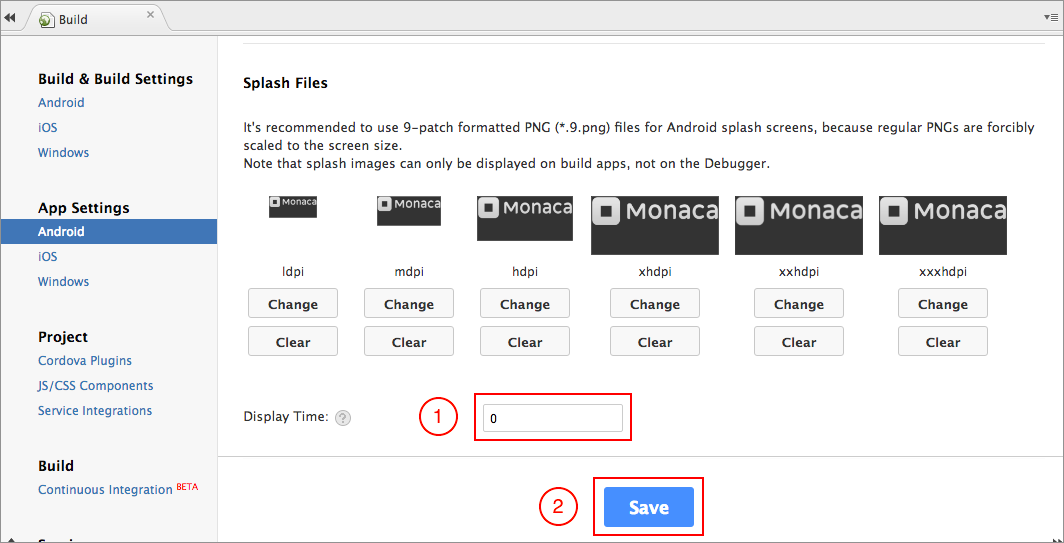 Build
Build & Build Settings
Android
iOS
Windows
App Settings
Android
iOS
Windows
Project
Cordova Plugins
JS/CSS Components
Service Integrations
Build
Continuous Integration BETA
Splash Files
It's recommended to use 9-patch formatted PNG (*.9.png) files for Android splash screens, because regular PNGs are forcibly
scaled to the screen size.
Note that splash images can only be displayed on build apps, not on the Debugger.
Monaca Monaca Monaca Monaca Monaca Monaca
ldpi mdpi hdpi xhdpi xxhdpi xxxhdpi
Change Change Change Change Change Change
Clear Clear Clear Clear Clear Clear
Display Time: ? 1 0
2 Save